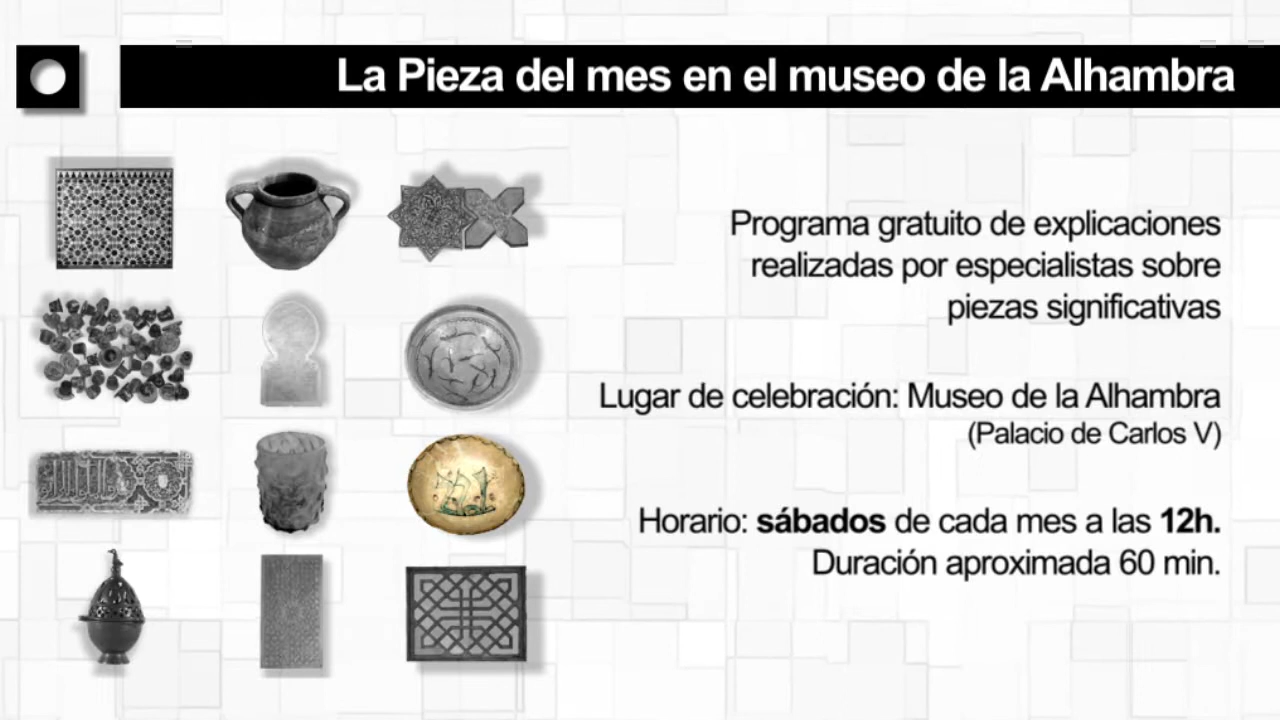 La Pieza del mes en el museo de la Alhambra
Programa gratuito de explicaciones
realizadas por especialistas sobre
piezas significativas
Lugar de celebración: Museo de la Alhambra
(Palacio de Carlos V)
Horario: sábados de cada mes a las 12h.
Duración aproximada 60 min.